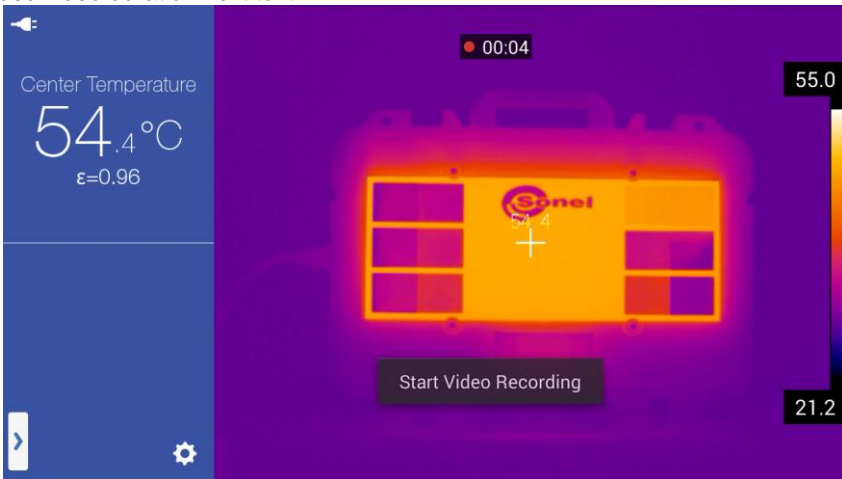 Center Temperature
54.4°C
ε=0.96
00:04
55.0
Sonel
54.4
Start Video Recording
21.2